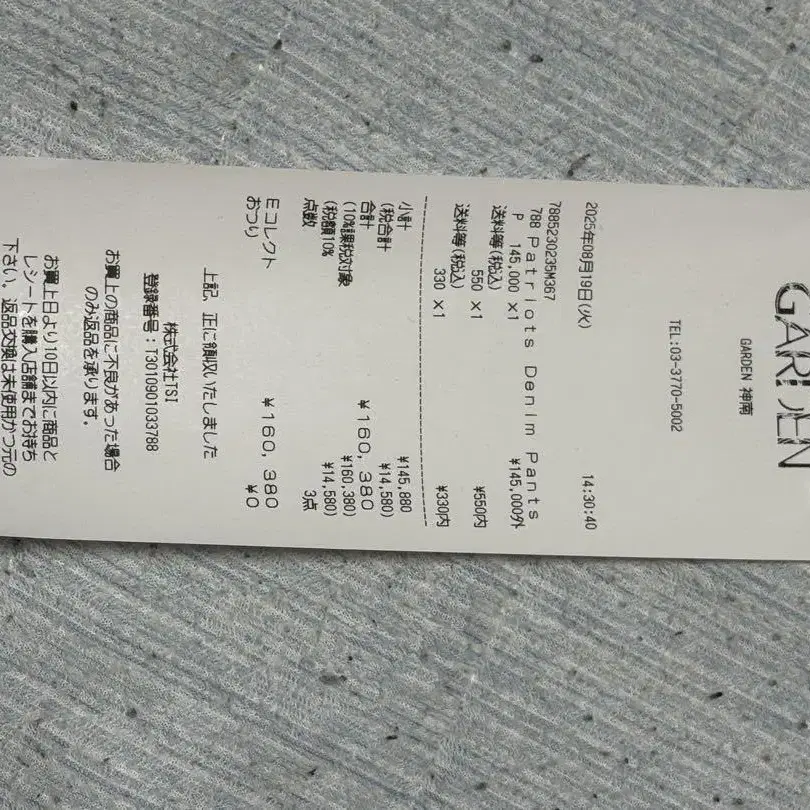 GARDEN
GARDEN 神南
TEL:03-3770-5002
2025年08月19日(火) 14:30:40
7885230235M367
788 Patriots Denim Pants
P 145,000 ×1 ¥145,000外
送料等(税込)
550 ×1 ¥550内
送料等(税込)
330 ×1 ¥330内
小計 ¥145,880
(税合計 ¥14,580)
合計 ¥160,380
(10%課税対象 ¥160,380)
(税額10% ¥14,580)
点数 3点
Eコレクト ¥160,380
おつり ¥0
上記、正に領収いたしました
株式会社TSI
登録番号：T3010901033788
お買上の商品に不良があった場合
のみ返品を承ります。
お買上日より10日以内に商品と
レシートを購入店舗までお持ち
下さい。返品交換は未使用かつ元の